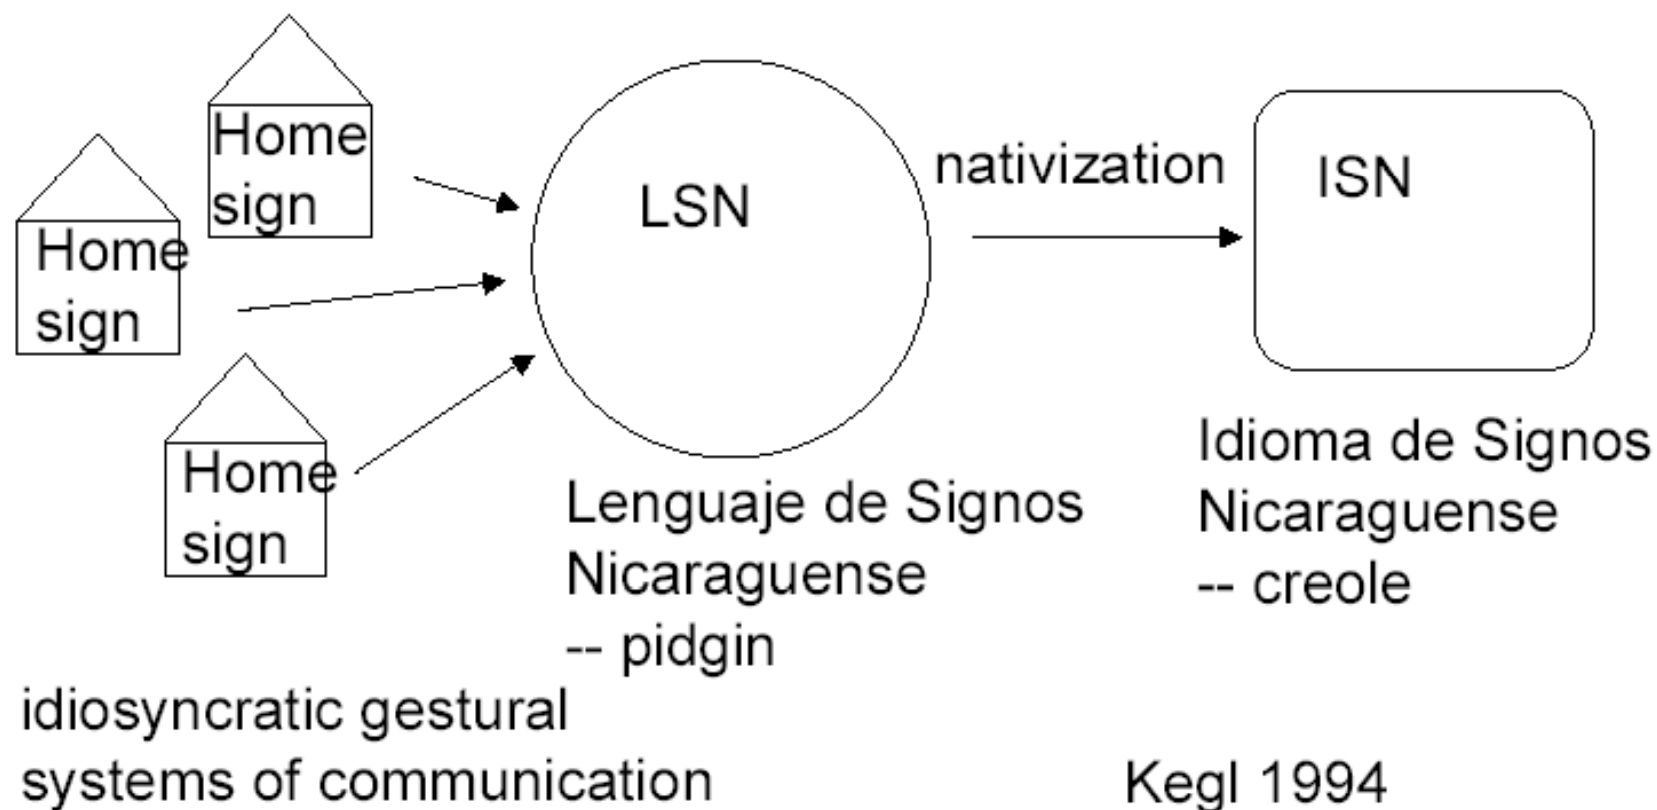 Home
sign
Home
sign
Home
sign
LSN
nativization
ISN
Lenguaje de Signos
Nicaraguense
-- pidgin
Idioma de Signos
Nicaraguense
-- creole
idiosyncratic gestural
systems of communication
Kegl 1994